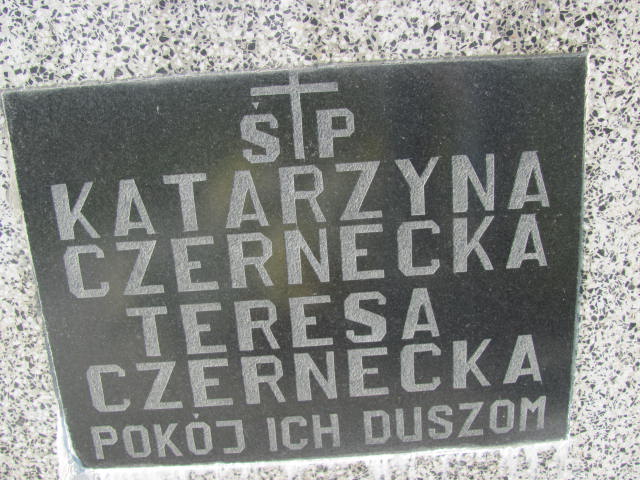 ŚP
KATARZYNA
CZERNECKA
TERESA
CZERNECKA
POKÓJ ICH DUSZOM